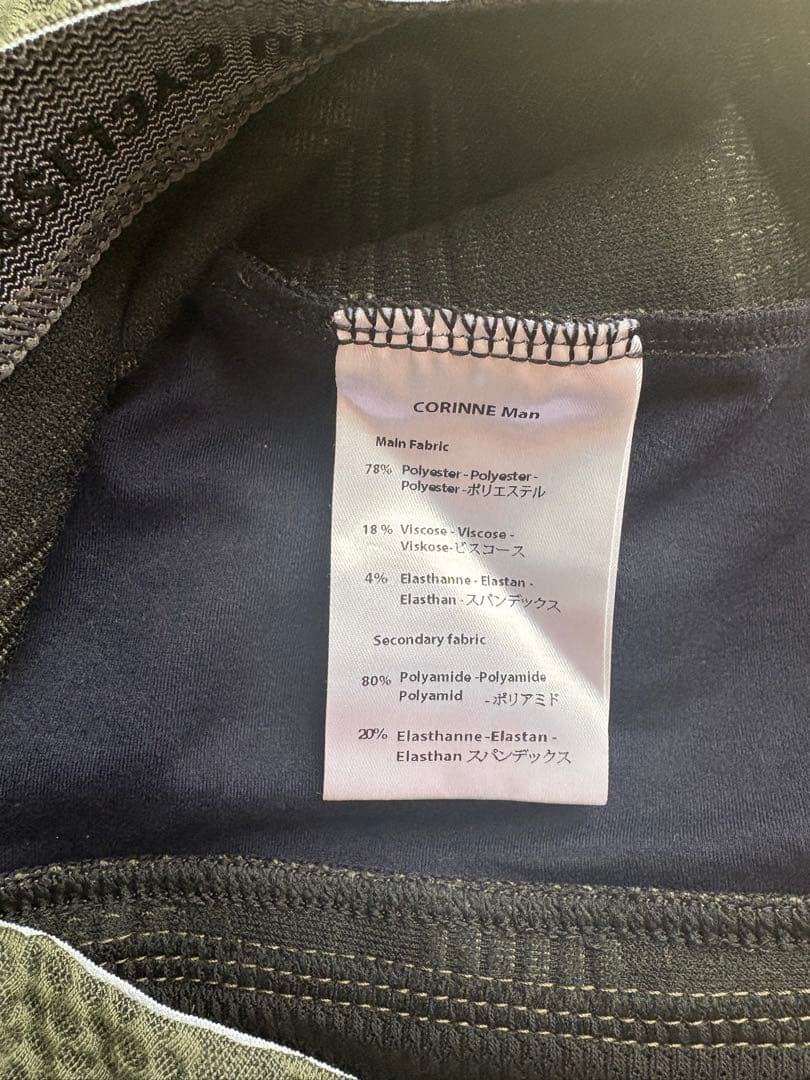 CYCLIS
CORINNE Man
Main Fabric
78% Polyester-Polyester-
Polyester-ポリエステル
18% Viscose-Viscose-
Viskose-ビスコース
4% Elasthanne-Elastan-
Elasthan-スパンデックス
Secondary fabric
80% Polyamide-Polyamide
Polyamid -ポリアミド
20% Elasthanne-Elastan-
Elasthan スパンデックス